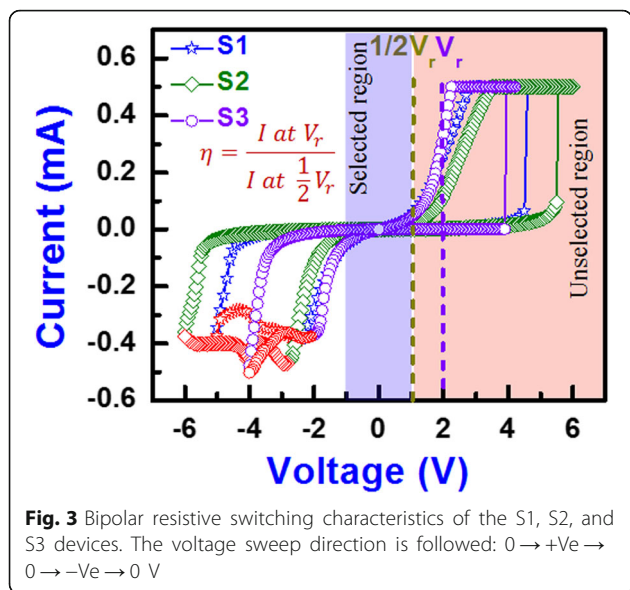 1/2VrVr
S1
S2
S3
η = I at Vr / I at 1/2 Vr
Selected region
Unselected region
0.6
0.4
0.2
0.0
-0.2
-0.4
-0.6
Current (mA)
-6 -4 -2 0 2 4 6
Voltage (V)
Fig. 3 Bipolar resistive switching characteristics of the S1, S2, and
S3 devices. The voltage sweep direction is followed: 0 → +Ve →
0 → −Ve → 0 V